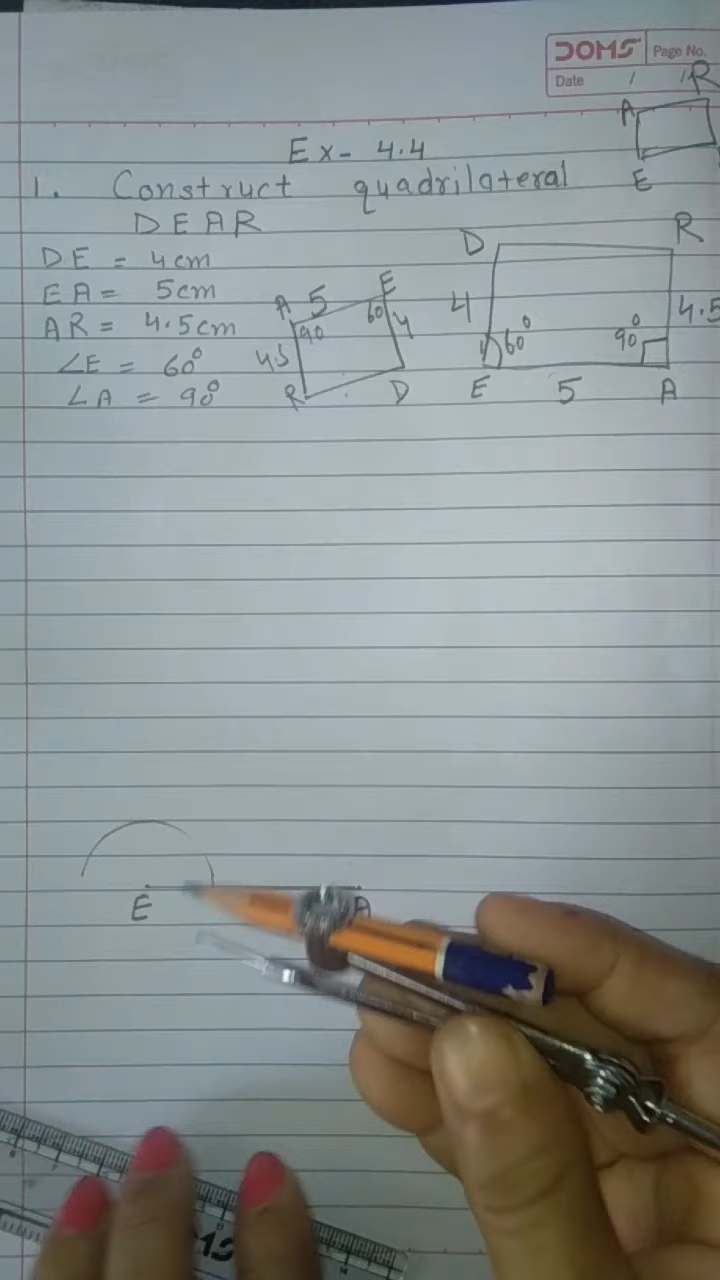 DOMS Page No.
Date / /
R
A
E
Ex- 4.4
1. Construct quadrilateral
DEAR
DE = 4cm
EA = 5cm
AR = 4.5cm
∠E = 60°
∠A = 90°
A 5 E
90 60 4
4.5
R D
D R
4 4.5
60° 90°
E 5 A
E A
15